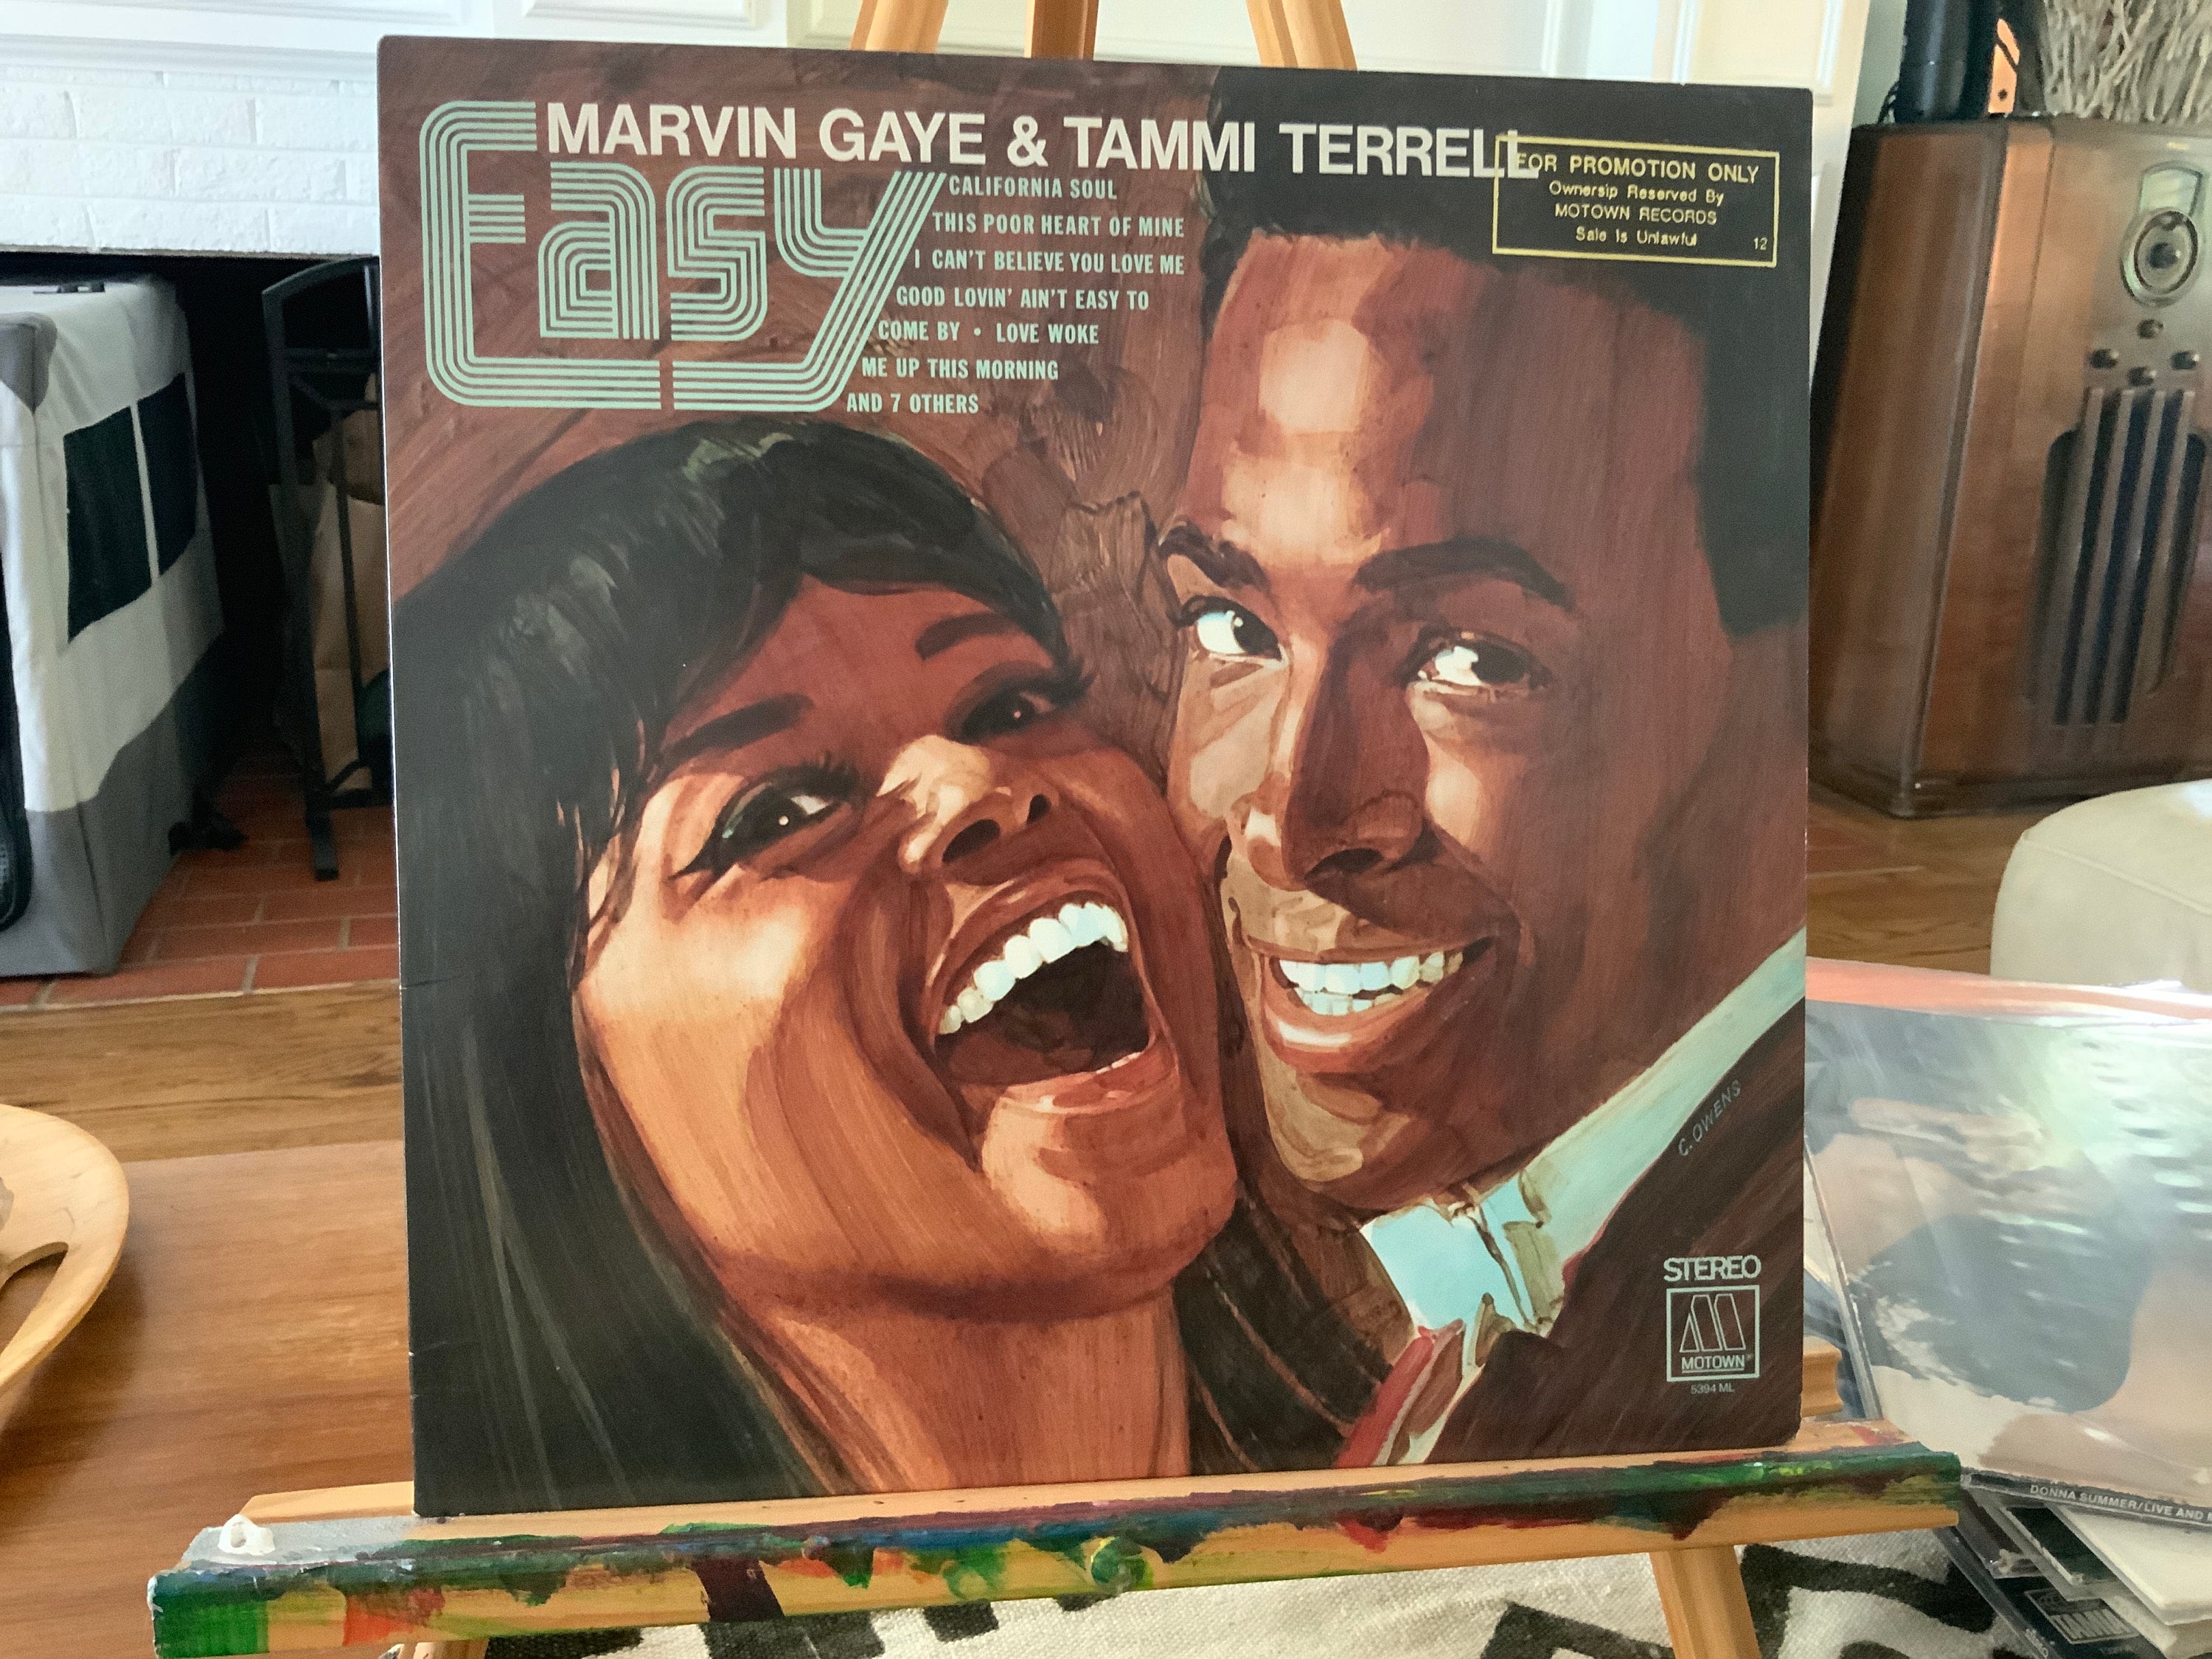 MARVIN GAYE & TAMMI TERRELL
Easy
CALIFORNIA SOUL
THIS POOR HEART OF MINE
I CAN'T BELIEVE YOU LOVE ME
GOOD LOVIN' AIN'T EASY TO
COME BY • LOVE WOKE
ME UP THIS MORNING
AND 7 OTHERS
FOR PROMOTION ONLY
Ownersip Reserved By
MOTOWN RECORDS
Sale Is Unlawful
12
C. OWENS
STEREO
MOTOWN
5394 ML
DONNA SUMMER/LIVE AND